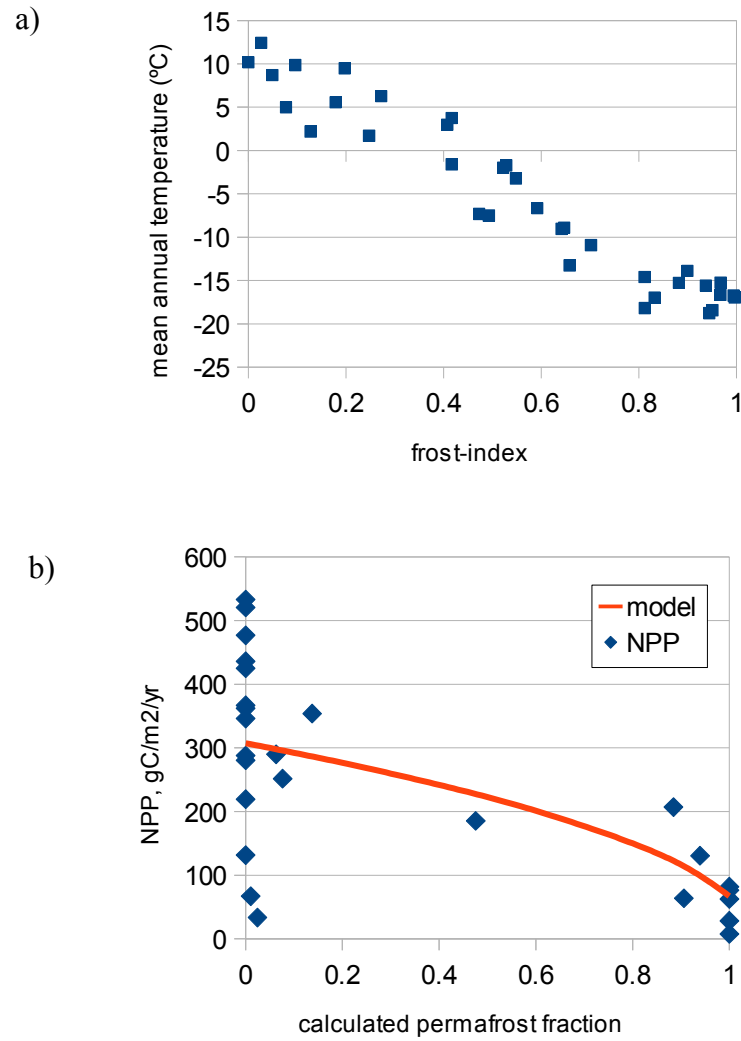 a)
mean annual temperature (ºC)
15
10
5
0
-5
-10
-15
-20
-25
0 0.2 0.4 0.6 0.8 1
frost-index
b)
NPP, gC/m2/yr
600
500
400
300
200
100
0
model
NPP
0 0.2 0.4 0.6 0.8 1
calculated permafrost fraction